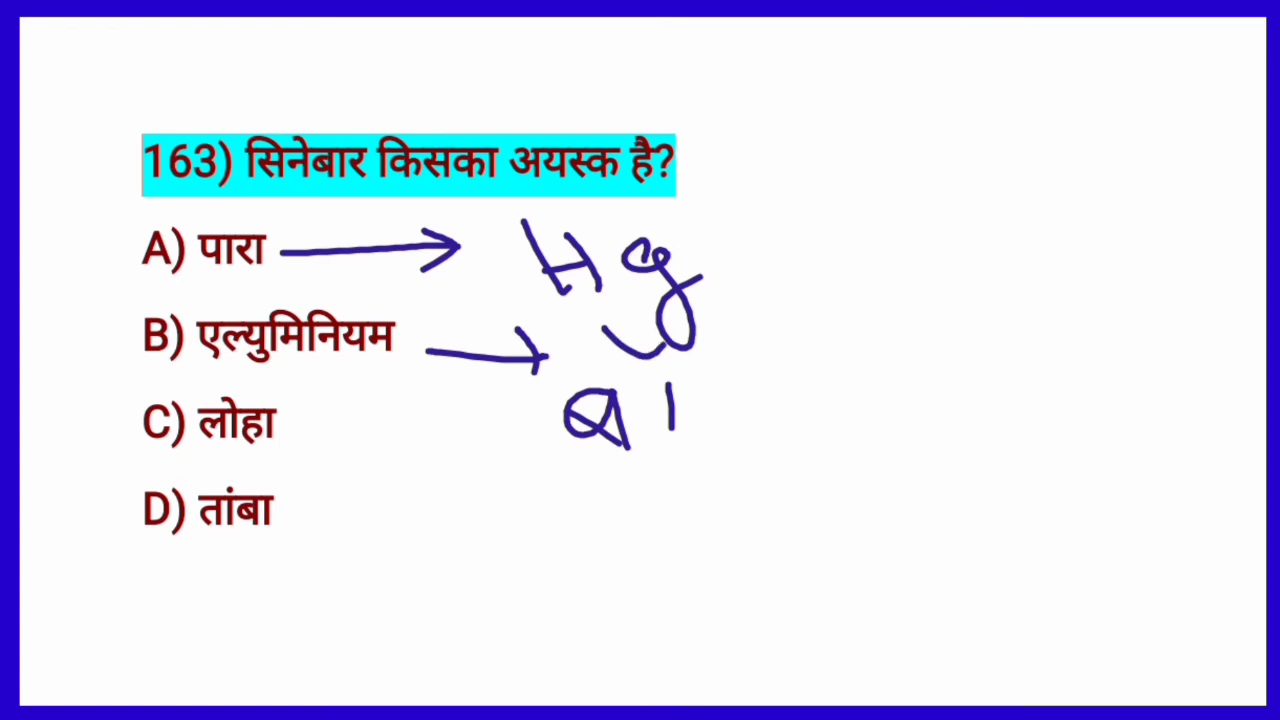 163) सिनेबार किसका अयस्क है?
A) पारा → Hg
B) एल्युमिनियम → Al
C) लोहा
D) तांबा